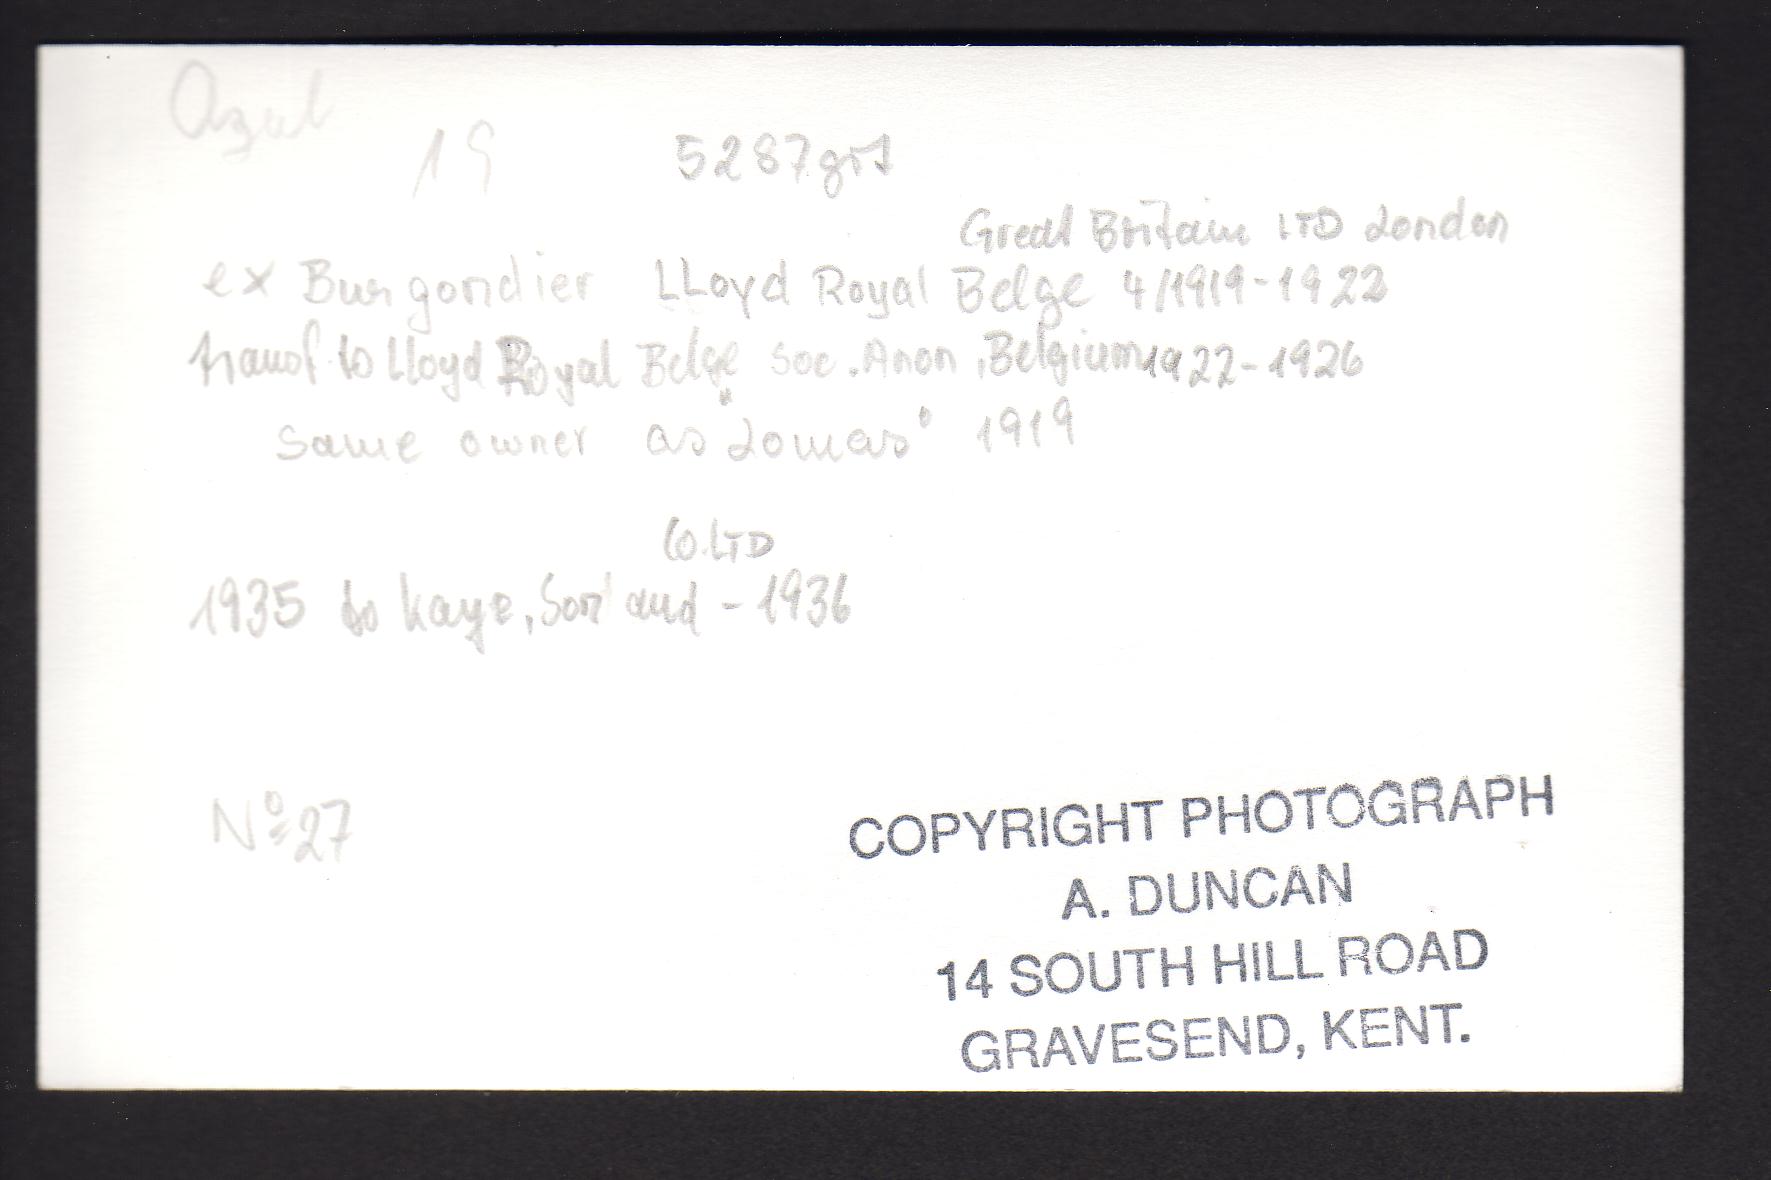 Azul
19 5287 grt
Great Britain LTD London
ex Burgondier LLoyd Royal Belge 4/1919-1922
transf to Lloyd Royal Belge Soc. Anon, Belgium 1922-1926
Same owner as "Lomas" 1919
Co. LTD
1935 to Kaye, Son and - 1936
Nº 27
COPYRIGHT PHOTOGRAPH
A. DUNCAN
14 SOUTH HILL ROAD
GRAVESEND, KENT.